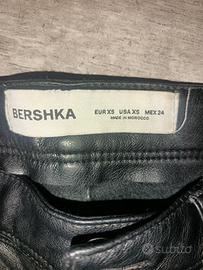 BERSHKA
EUR XS USA XS MEX 24
MADE IN MOROCCO
subito